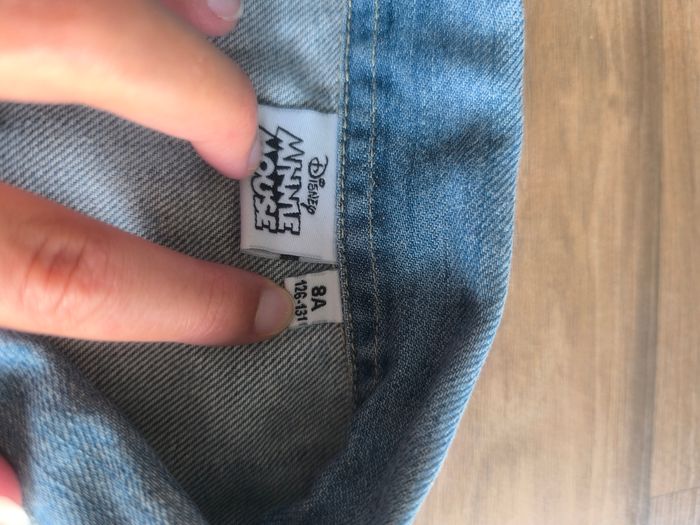 Disney
MINNIE
MOUSE
8A
126-131